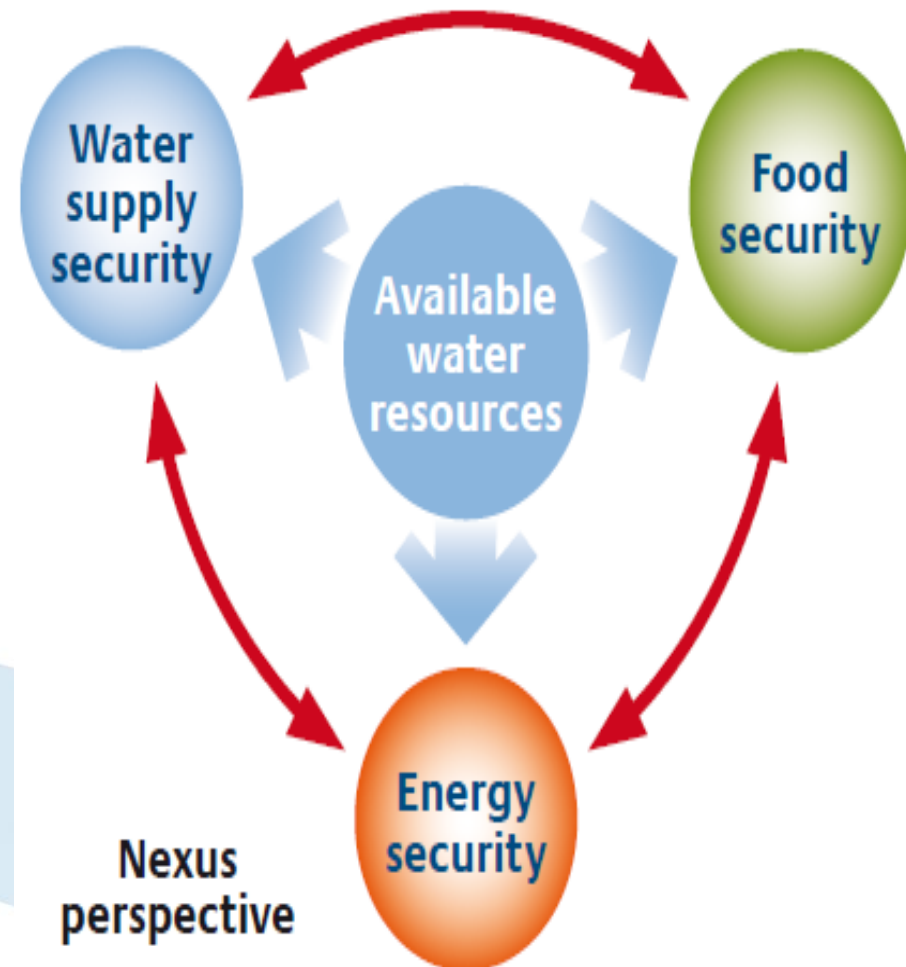 Water
supply
security
Food
security
Available
water
resources
Energy
security
Nexus
perspective